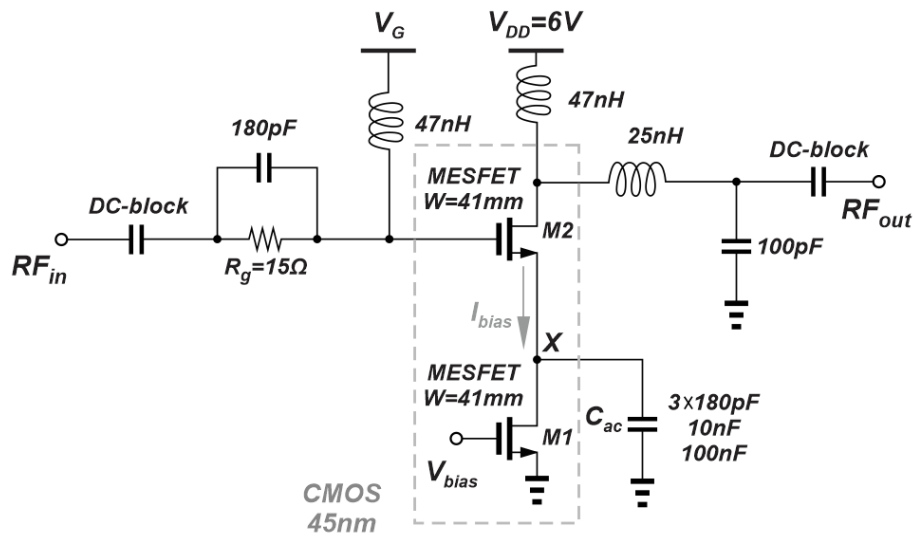 V_G
V_DD=6V
47nH
47nH
180pF
25nH
DC-block
DC-block
MESFET
W=41mm
M2
RF_in
R_g=15Ω
RF_out
100pF
I_bias
X
MESFET
W=41mm
M1
C_ac
3×180pF
10nF
100nF
V_bias
CMOS
45nm